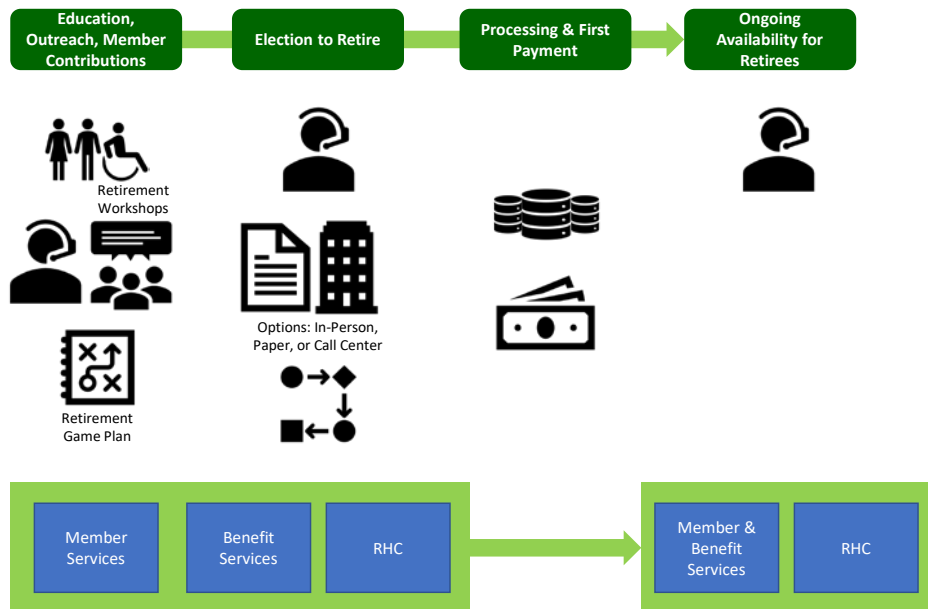 Education,
Outreach, Member
Contributions
Election to Retire
Processing & First
Payment
Ongoing
Availability for
Retirees
Retirement
Workshops
Retirement
Game Plan
Options: In-Person,
Paper, or Call Center
Member
Services
Benefit
Services
RHC
Member &
Benefit
Services
RHC